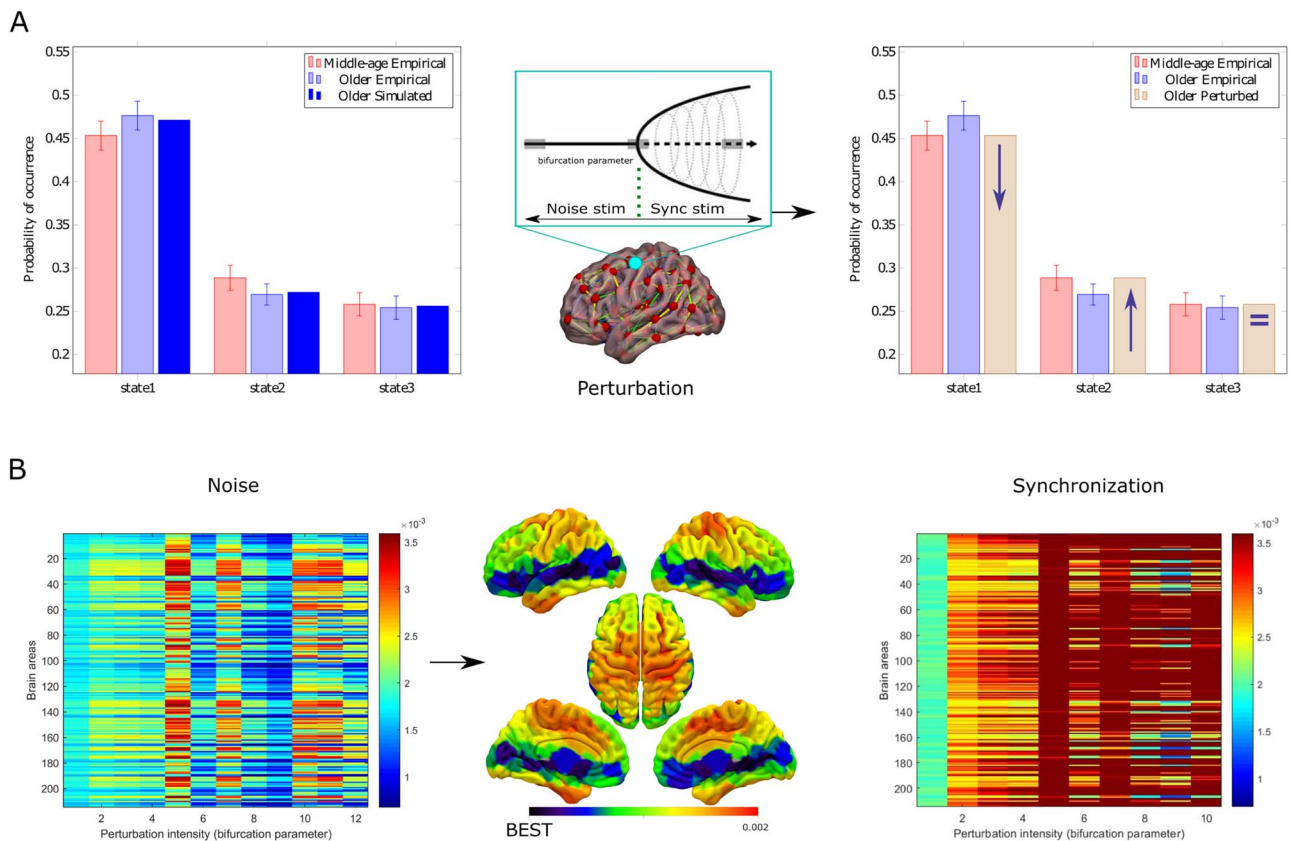 A
0.55
0.5
0.45
0.4
0.35
0.3
0.25
0.2
Probability of occurrence
Middle-age Empirical
Older Empirical
Older Simulated
state1
state2
state3
bifurcation parameter
Noise stim
Sync stim
Perturbation
0.55
0.5
0.45
0.4
0.35
0.3
0.25
0.2
Probability of occurrence
Middle-age Empirical
Older Empirical
Older Perturbed
=
state1
state2
state3
B
Noise
20
40
60
80
100
120
140
160
180
200
Brain areas
2
4
6
8
10
12
Perturbation intensity (bifurcation parameter)
×10⁻³
3.5
3
2.5
2
1.5
1
BEST
0.002
Synchronization
20
40
60
80
100
120
140
160
180
200
Brain areas
2
4
6
8
10
Perturbation intensity (bifurcation parameter)
×10⁻³
3.5
3
2.5
2
1.5
1